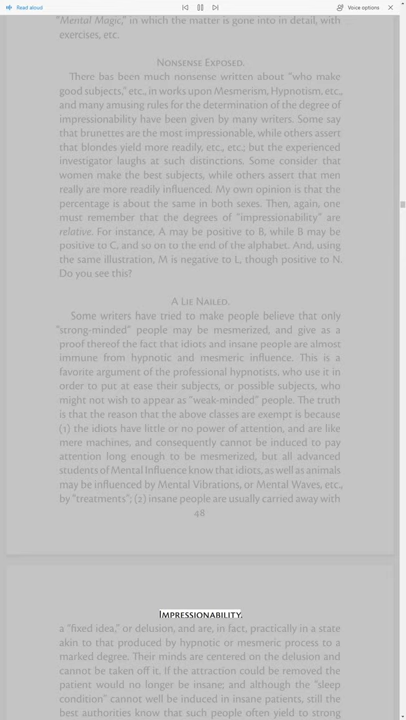 Read aloud
Voice options
"Mental Magic," in which the matter is gone into in detail, with
exercises, etc.
Nonsense Exposed.
There bas been much nonsense written about "who make
good subjects," etc., in works upon Mesmerism, Hypnotism, etc.,
and many amusing rules for the determination of the degree of
impressibility have been given by many writers. Some say
that brunettes are the most impressionable, while others assert
that blondes yield more readily, etc., etc.; but the experienced
investigator laughs at such distinctions. Some consider that
women make the best subjects, while others assert that men
really are more readily influenced. My own opinion is that the
percentage is about the same in both sexes. Then, again, one
must remember that the degrees of "impressionability" are
relative. For instance, A may be positive to B, while B may be
positive to C, and so on to the end of the alphabet. And, using
the same illustration, M is negative to L, though positive to N.
Do you see this?
A Lie Nailed.
Some writers have tried to make people believe that only
"strong-minded" people may be mesmerized, and give as a
proof thereof the fact that idiots and insane people are almost
immune from hypnotic and mesmeric influence. This is a
favorite argument of the professional hypnotists, who use it in
order to put at ease their subjects, or possible subjects, who
might not wish to appear as "weak-minded" people. The truth
is that the reason that the above classes are exempt is because
(1) the idiots have little or no power of attention, and are like
mere machines, and consequently cannot be induced to pay
attention long enough to be mesmerized, but all advanced
students of Mental Influence know that idiots, as well as animals
may be influenced by Mental Vibrations, or Mental Waves, etc.,
by "treatments"; (2) insane people are usually carried away with
48
Impressionability.
a "fixed idea," or delusion, and are, in fact, practically in a state
akin to that produced by hypnotic or mesmeric process to a
marked degree. Their minds are centered on the delusion and
cannot be taken off it. If the attraction could be removed the
patient would no longer be insane; and although the "sleep
condition" cannot well be induced in insane patients, still the
best authorities know that such people often yield to strong